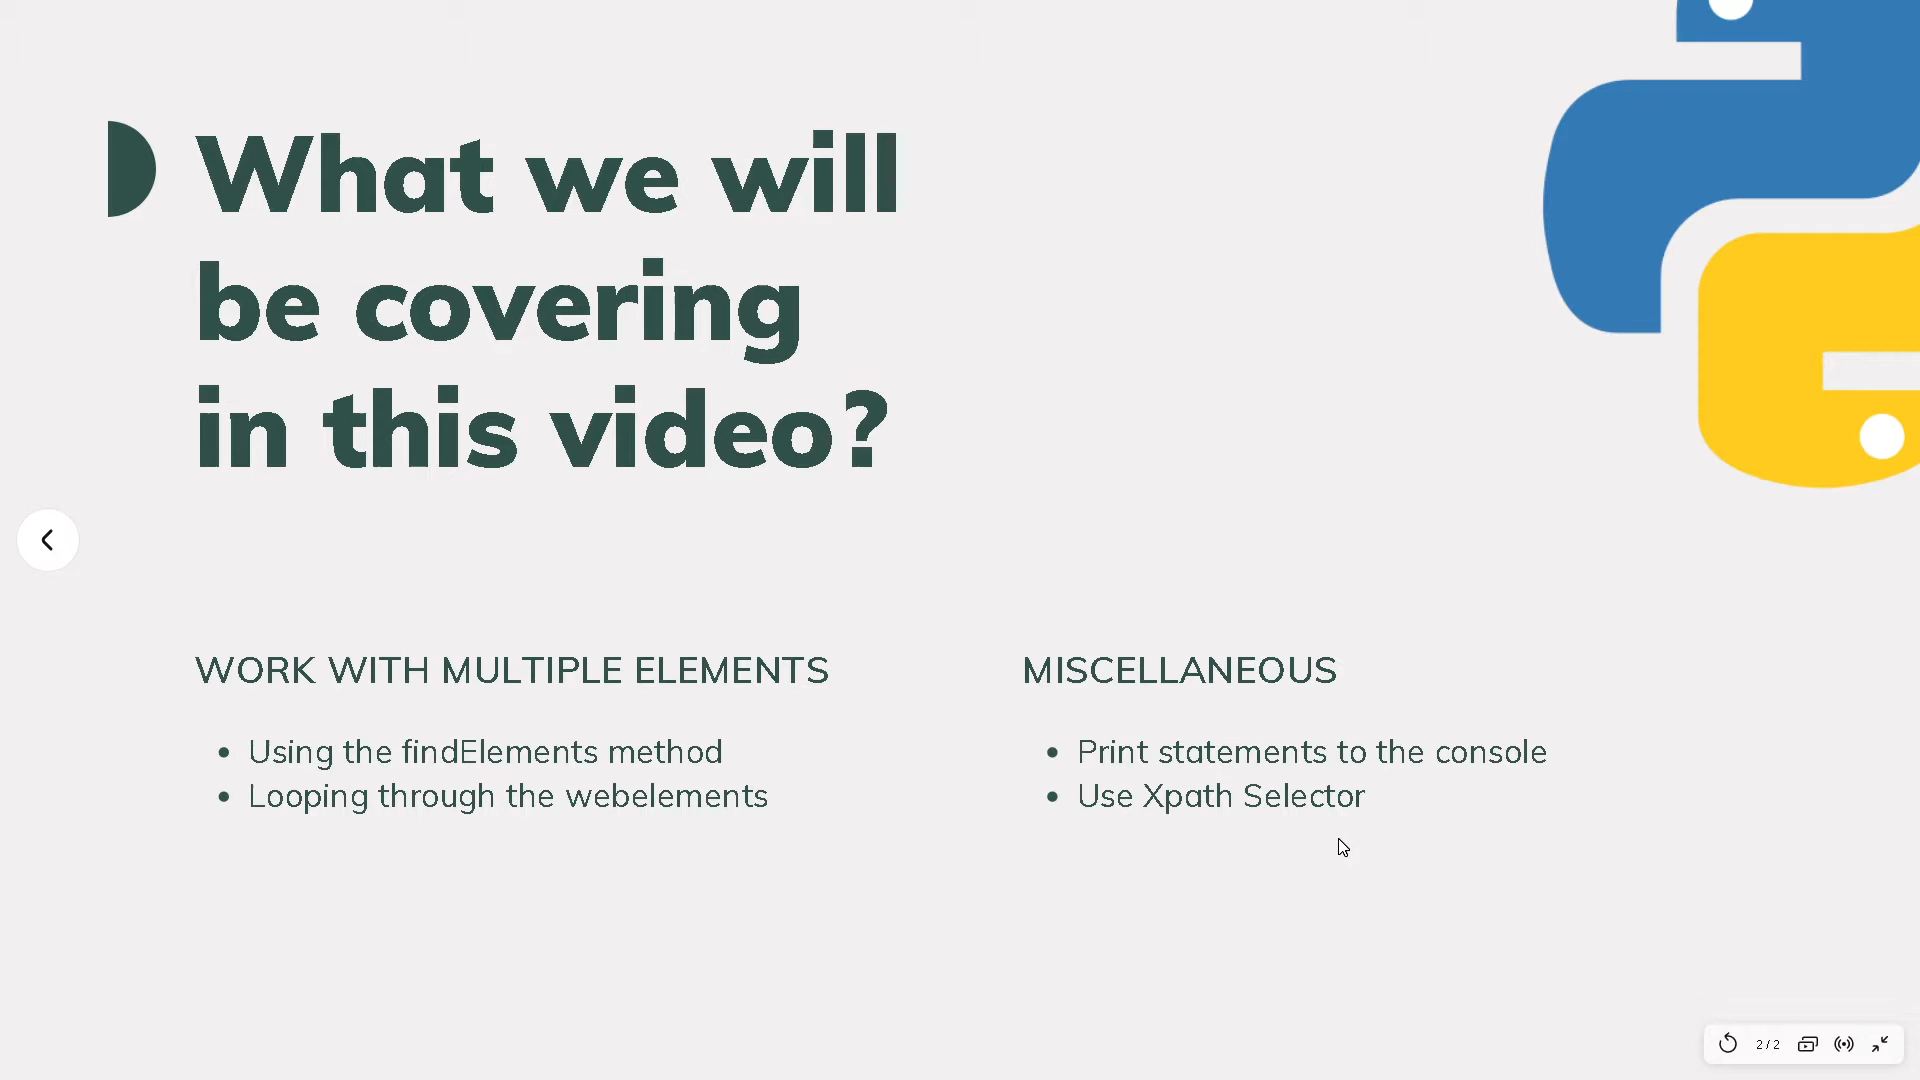 What we will
be covering
in this video?
WORK WITH MULTIPLE ELEMENTS
• Using the findElements method
• Looping through the webelements
MISCELLANEOUS
• Print statements to the console
• Use Xpath Selector
2 / 2